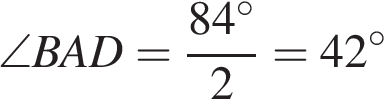 ∠BAD = 84°/2 = 42°